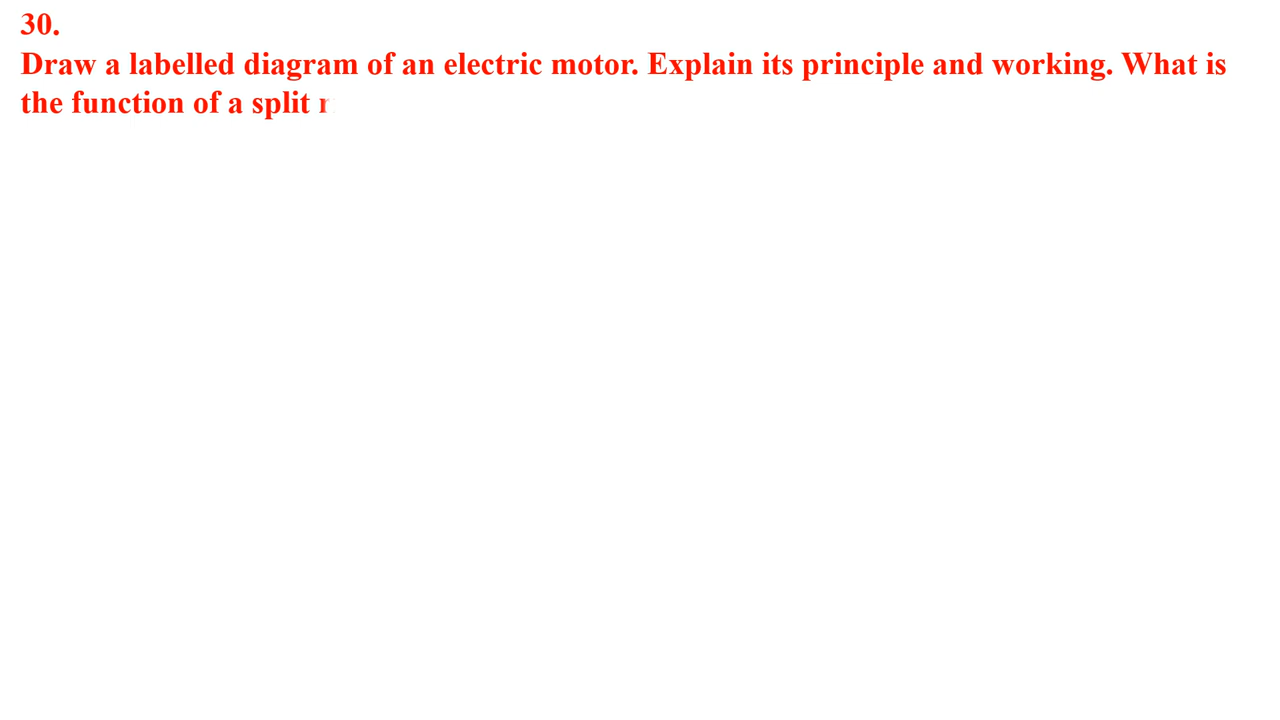 30.
Draw a labelled diagram of an electric motor. Explain its principle and working. What is
the function of a split r